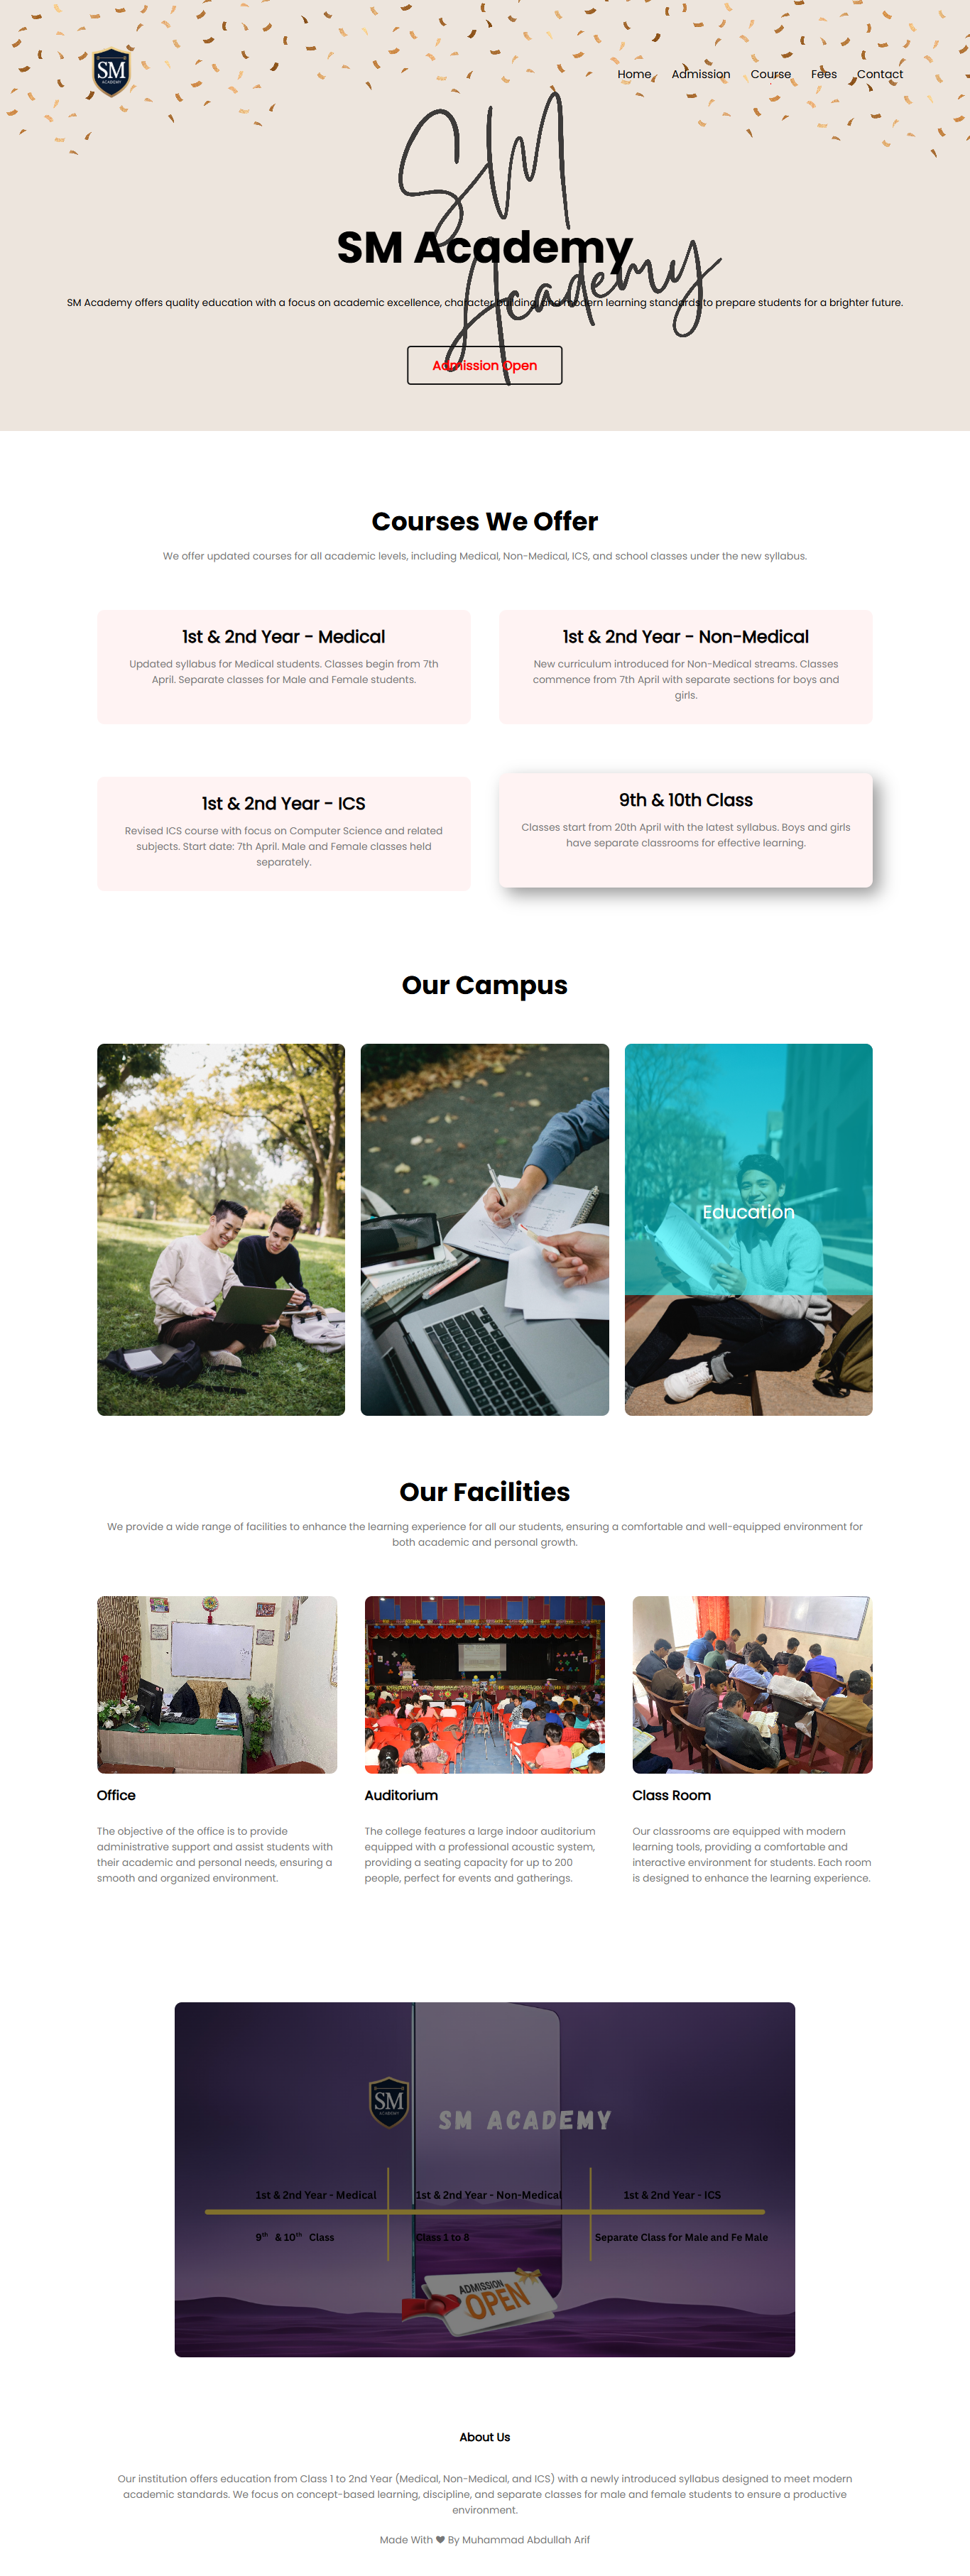 SM
ACADEMY
Home Admission Course Fees Contact
SM
Academy
SM Academy
SM Academy offers quality education with a focus on academic excellence, character building, and modern learning standards to prepare students for a brighter future.
Admission Open
Courses We Offer
We offer updated courses for all academic levels, including Medical, Non-Medical, ICS, and school classes under the new syllabus.
1st & 2nd Year - Medical
Updated syllabus for Medical students. Classes begin from 7th
April. Separate classes for Male and Female students.
1st & 2nd Year - Non-Medical
New curriculum introduced for Non-Medical streams. Classes
commence from 7th April with separate sections for boys and
girls.
1st & 2nd Year - ICS
Revised ICS course with focus on Computer Science and related
subjects. Start date: 7th April. Male and Female classes held
separately.
9th & 10th Class
Classes start from 20th April with the latest syllabus. Boys and girls
have separate classrooms for effective learning.
Our Campus
Education
Our Facilities
We provide a wide range of facilities to enhance the learning experience for all our students, ensuring a comfortable and well-equipped environment for
both academic and personal growth.
Office
The objective of the office is to provide
administrative support and assist students with
their academic and personal needs, ensuring a
smooth and organized environment.
Auditorium
The college features a large indoor auditorium
equipped with a professional acoustic system,
providing a seating capacity for up to 200
people, perfect for events and gatherings.
Class Room
Our classrooms are equipped with modern
learning tools, providing a comfortable and
interactive environment for students. Each room
is designed to enhance the learning experience.
SM
ACADEMY
SM ACADEMY
1st & 2nd Year - Medical
1st & 2nd Year - Non-Medical
1st & 2nd Year - ICS
9th & 10th Class
Class 1 to 8
Separate Class for Male and Fe Male
ADMISSION
OPEN
About Us
Our institution offers education from Class 1 to 2nd Year (Medical, Non-Medical, and ICS) with a newly introduced syllabus designed to meet modern
academic standards. We focus on concept-based learning, discipline, and separate classes for male and female students to ensure a productive
environment.
Made With ♥ By Muhammad Abdullah Arif